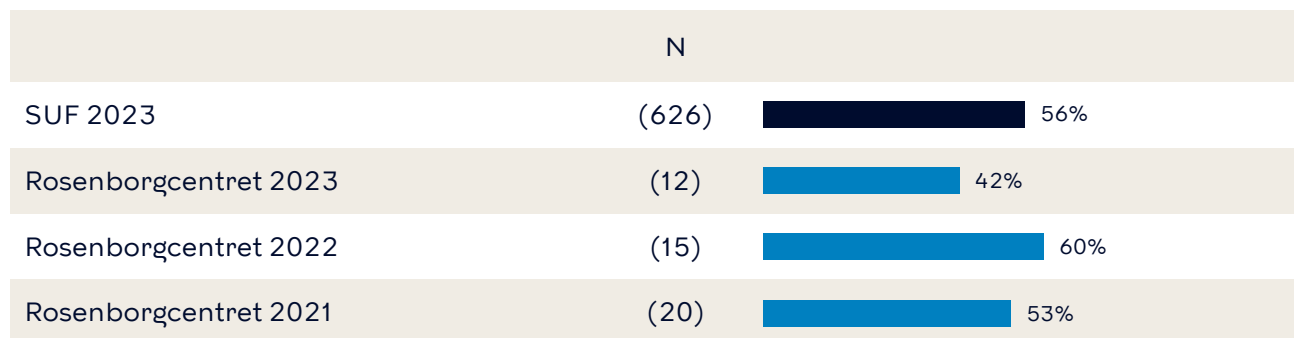 N
SUF 2023 (626) 56%
Rosenborgcentret 2023 (12) 42%
Rosenborgcentret 2022 (15) 60%
Rosenborgcentret 2021 (20) 53%